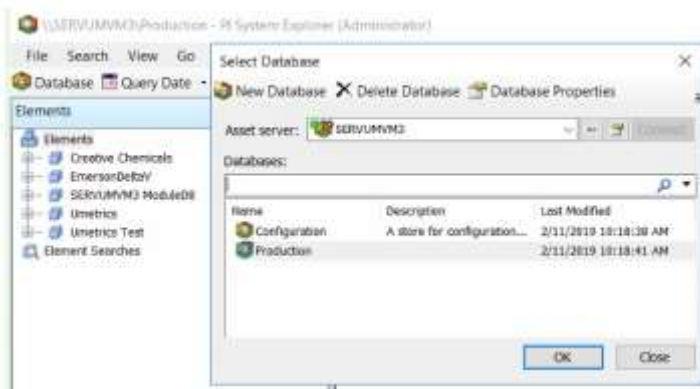 \\SERVUMVM3\Production - PI System Explorer (Administrator)
File Search View Go
Database Query Date
Elements
Elements
Creative Chemicals
EmersonDeltaV
SERVUMVM3 ModuleDB
Umetrics
Umetrics Test
Element Searches
Select Database
New Database Delete Database Database Properties
Asset server: SERVUMVM3 Connect
Databases:
Name Description Last Modified
Configuration A store for configuration... 2/11/2019 10:18:38 AM
Production 2/11/2019 10:18:41 AM
OK Close